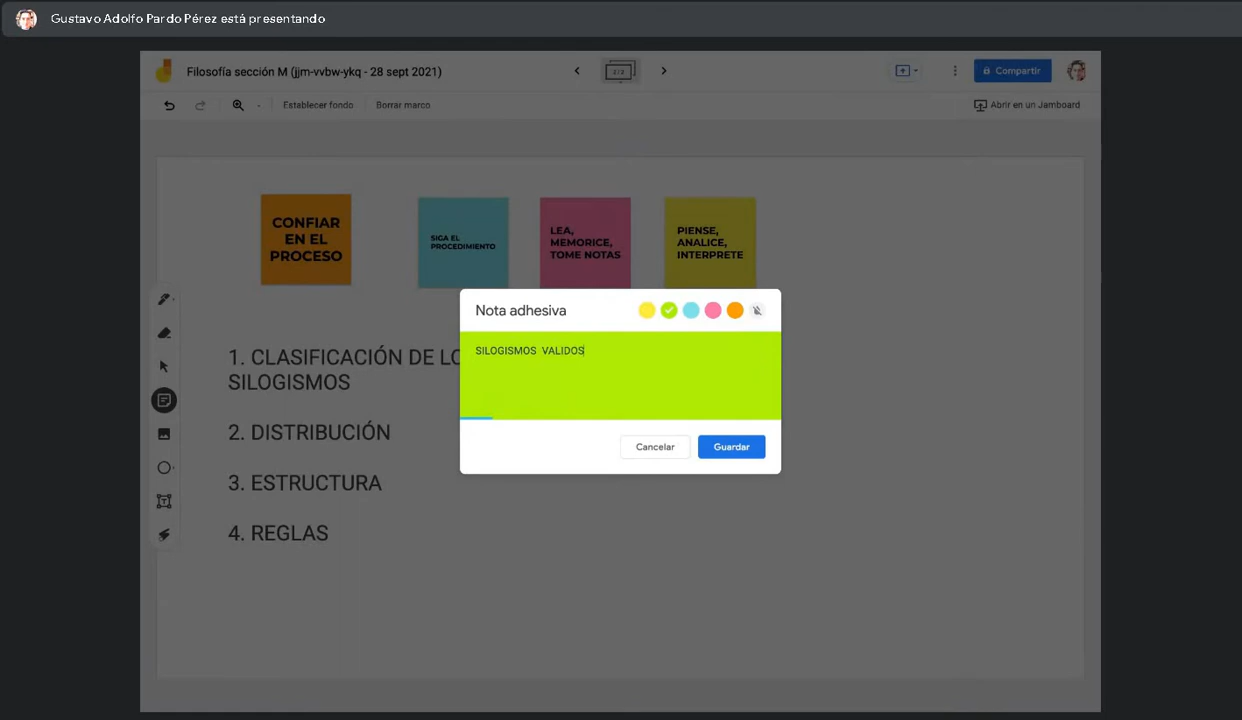 Gustavo Adolfo Pardo Pérez está presentando
Filosofía sección M (jjm-vvbw-ykq - 28 sept 2021)
2/2
Compartir
Establecer fondo
Borrar marco
Abrir en un Jamboard
CONFIAR
EN EL
PROCESO
SIGA EL
PROCEDIMIENTO
LEA,
MEMORICE,
TOME NOTAS
PIENSE,
ANALICE,
INTERPRETE
Nota adhesiva
SILOGISMOS VALIDOS
Cancelar
Guardar
1. CLASIFICACIÓN DE LO
SILOGISMOS
2. DISTRIBUCIÓN
3. ESTRUCTURA
4. REGLAS